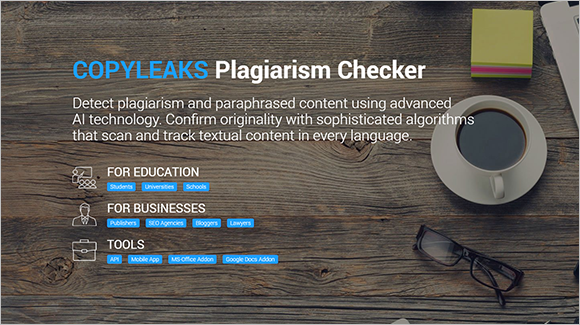 COPYLEAKS Plagiarism Checker
Detect plagiarism and paraphrased content using advanced
AI technology. Confirm originality with sophisticated algorithms
that scan and track textual content in every language.
FOR EDUCATION
Students Universities Schools
FOR BUSINESSES
Publishers SEO Agencies Bloggers Lawyers
TOOLS
API Mobile App MS-Office Addon Google Docs Addon